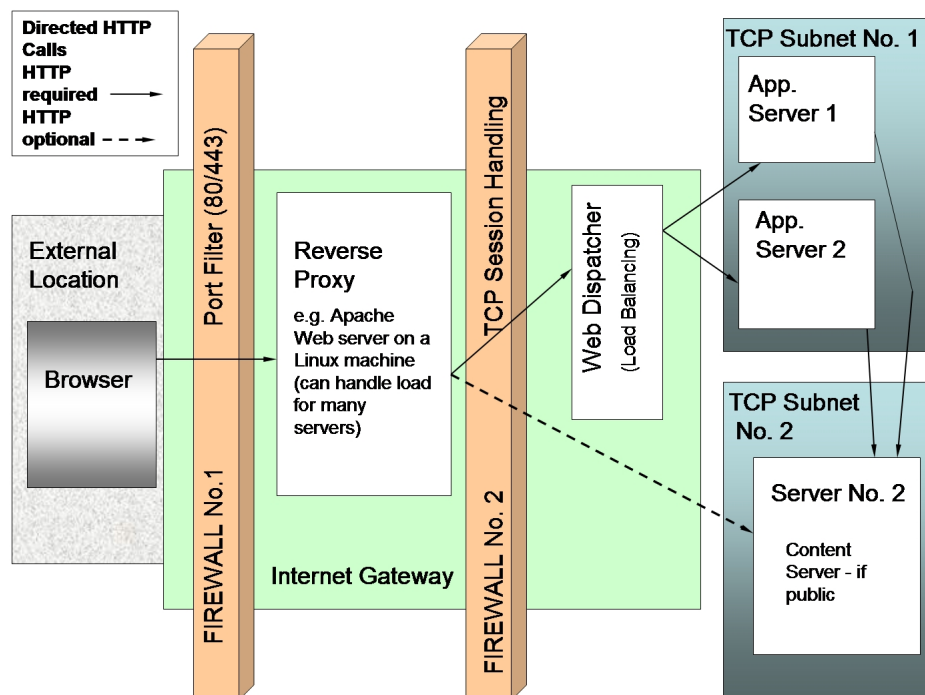 Directed HTTP
Calls
HTTP
required
HTTP
optional
External
Location
Browser
Port Filter (80/443)
FIREWALL No.1
Reverse
Proxy
e.g. Apache
Web server on a
Linux machine
(can handle load
for many
servers)
Internet Gateway
TCP Session Handling
FIREWALL No. 2
Web Dispatcher
(Load Balancing)
TCP Subnet No. 1
App.
Server 1
App.
Server 2
TCP Subnet
No. 2
Server No. 2
Content
Server - if
public